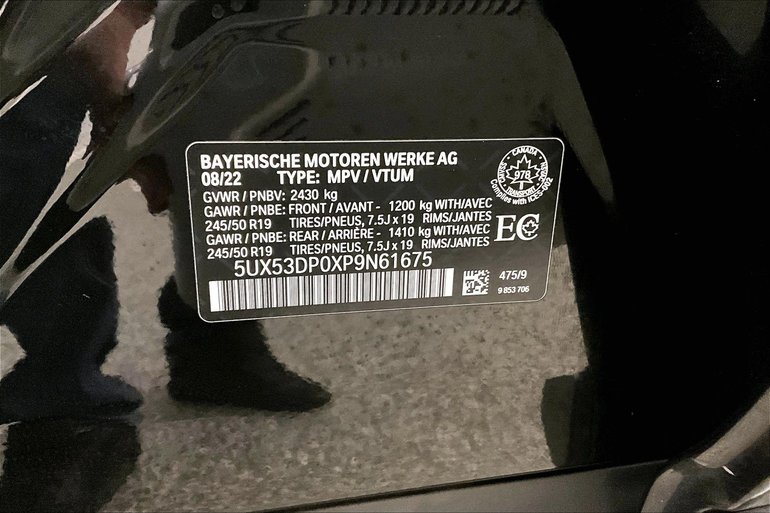 BAYERISCHE MOTOREN WERKE AG
08/22 TYPE: MPV / VTUM
GVWR / PNBV: 2430 kg
GAWR / PNBE: FRONT / AVANT - 1200 kg WITH/AVEC
245/50 R19 TIRES/PNEUS, 7.5J x 19 RIMS/JANTES
GAWR / PNBE: REAR / ARRIÈRE - 1410 kg WITH/AVEC
245/50 R19 TIRES/PNEUS, 7.5J x 19 RIMS/JANTES
5UX53DP0XP9N61675
CANADA
978
TRANSPORT
Complies with ICES-002
EC
475/9
9 853 706